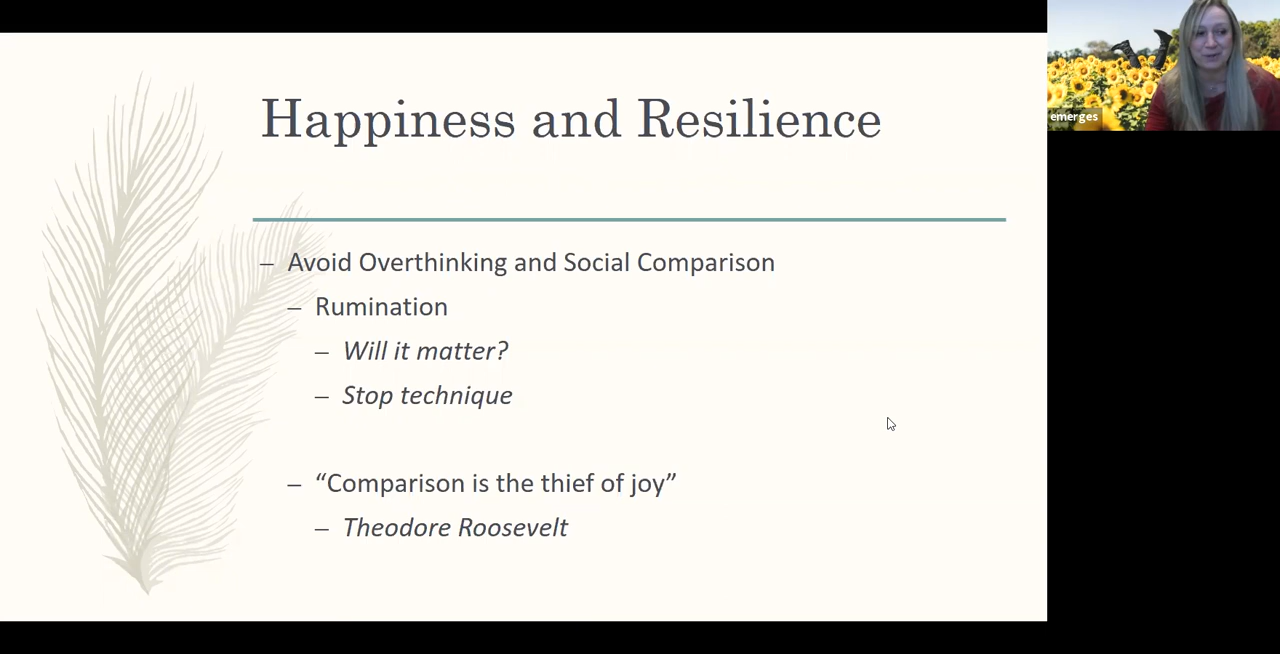 Happiness and Resilience
– Avoid Overthinking and Social Comparison
– Rumination
– Will it matter?
– Stop technique
– “Comparison is the thief of joy”
– Theodore Roosevelt
emerges